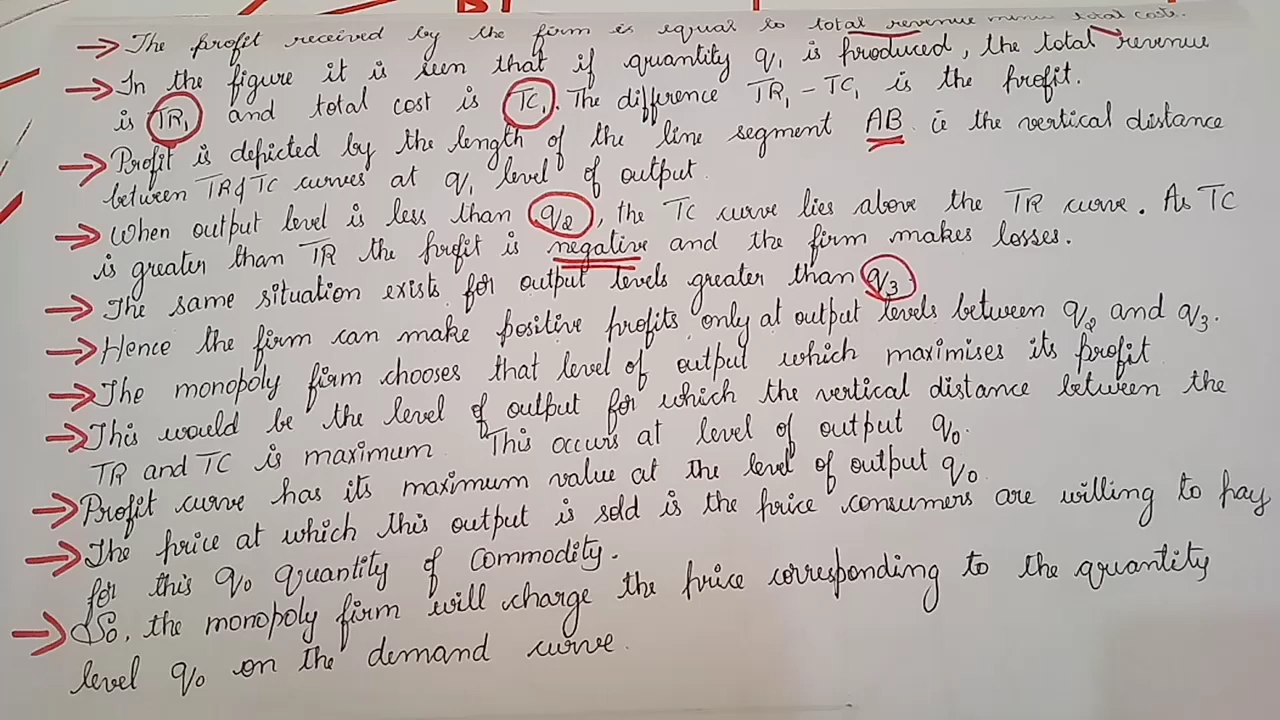 → The profit received by the firm is equal to total revenue minus total costs.
→ In the figure it is seen that if quantity q₁ is produced, the total revenue
is TR₁ and total cost is TC₁. The difference TR₁ - TC₁ is the profit.
→ Profit is depicted by the length of the line segment AB ie the vertical distance
between TR & TC curves at q₁ level of output.
→ When output level is less than q₂, the TC curve lies above the TR curve. As TC
is greater than TR the profit is negative and the firm makes losses.
→ The same situation exists for output levels greater than q₃.
→ Hence the firm can make positive profits only at output levels between q₂ and q₃.
→ The monopoly firm chooses that level of output which maximises its profit
→ This would be the level of output for which the vertical distance between the
TR and TC is maximum. This occurs at level of output q₀.
→ Profit curve has its maximum value at the level of output q₀.
→ The price at which this output is sold is the price consumers are willing to pay
for this q₀ quantity of commodity.
→ So, the monopoly firm will charge the price corresponding to the quantity
level q₀ on the demand curve.